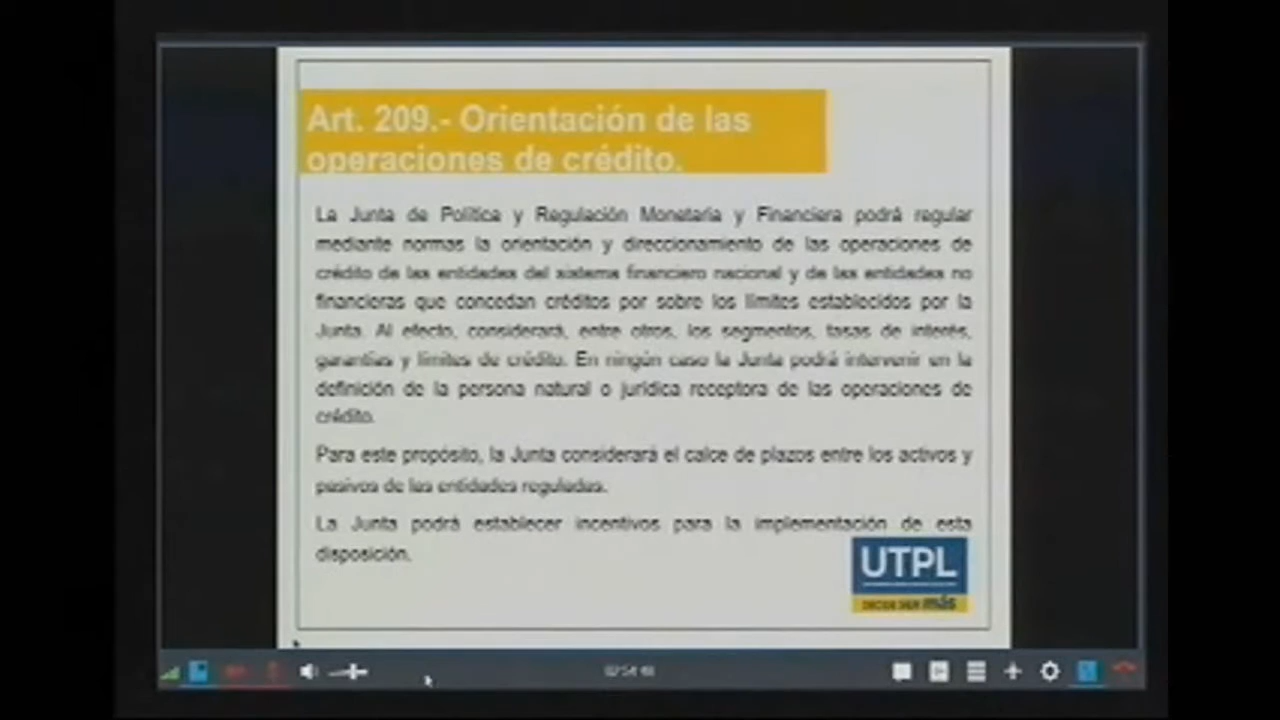 Art. 209.- Orientación de las
operaciones de crédito.
La Junta de Política y Regulación Monetaria y Financiera podrá regular
mediante normas la orientación y direccionamiento de las operaciones de
crédito de las entidades del sistema financiero nacional y de las entidades no
financieras que concedan créditos por sobre los límites establecidos por la
Junta. Al efecto, considerará, entre otros, los segmentos, tasas de interés,
garantías y límites de crédito. En ningún caso la Junta podrá intervenir en la
definición de la persona natural o jurídica receptora de las operaciones de
crédito.
Para este propósito, la Junta considerará el calce de plazos entre los activos y
pasivos de las entidades reguladas.
La Junta podrá establecer incentivos para la implementación de esta
disposición.
UTPL
más